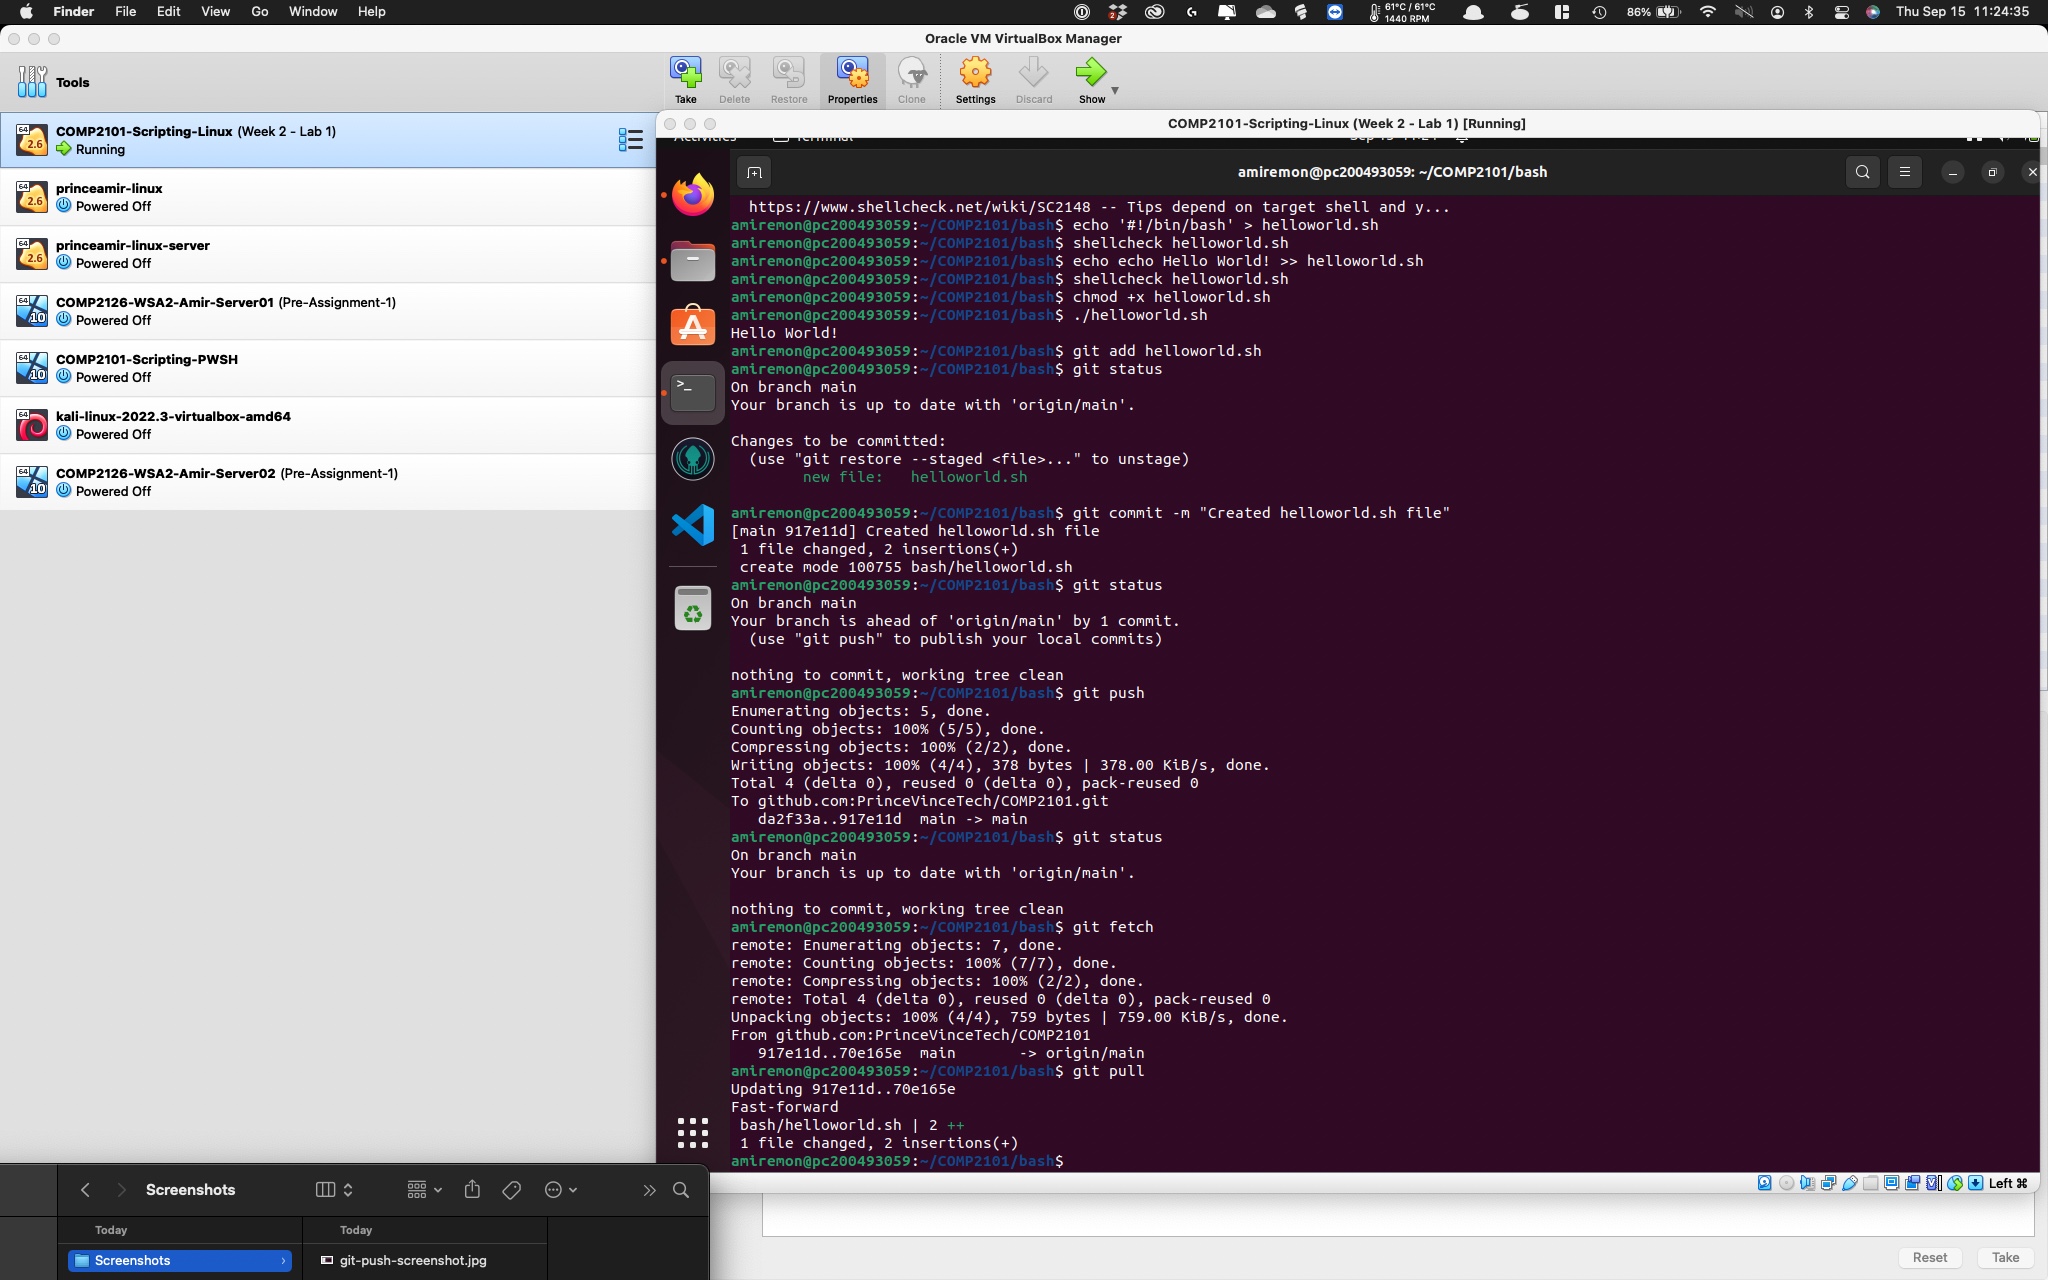 Finder File Edit View Go Window Help
61°C / 61°C
1440 RPM
86%
Thu Sep 15 11:24:35
Oracle VM VirtualBox Manager
Tools
Take Delete Restore Properties Clone Settings Discard Show
64
2.6
COMP2101-Scripting-Linux (Week 2 - Lab 1)
Running
64
2.6
princeamir-linux
Powered Off
64
2.6
princeamir-linux-server
Powered Off
64
10
COMP2126-WSA2-Amir-Server01 (Pre-Assignment-1)
Powered Off
64
10
COMP2101-Scripting-PWSH
Powered Off
64
kali-linux-2022.3-virtualbox-amd64
Powered Off
64
10
COMP2126-WSA2-Amir-Server02 (Pre-Assignment-1)
Powered Off
COMP2101-Scripting-Linux (Week 2 - Lab 1) [Running]
Activities Terminal
amiremon@pc200493059: ~/COMP2101/bash
https://www.shellcheck.net/wiki/SC2148 -- Tips depend on target shell and y...
amiremon@pc200493059:~/COMP2101/bash$ echo '#!/bin/bash' > helloworld.sh
amiremon@pc200493059:~/COMP2101/bash$ shellcheck helloworld.sh
amiremon@pc200493059:~/COMP2101/bash$ echo echo Hello World! >> helloworld.sh
amiremon@pc200493059:~/COMP2101/bash$ shellcheck helloworld.sh
amiremon@pc200493059:~/COMP2101/bash$ chmod +x helloworld.sh
amiremon@pc200493059:~/COMP2101/bash$ ./helloworld.sh
Hello World!
amiremon@pc200493059:~/COMP2101/bash$ git add helloworld.sh
amiremon@pc200493059:~/COMP2101/bash$ git status
On branch main
Your branch is up to date with 'origin/main'.
Changes to be committed:
(use "git restore --staged <file>..." to unstage)
new file:   helloworld.sh
amiremon@pc200493059:~/COMP2101/bash$ git commit -m "Created helloworld.sh file"
[main 917e11d] Created helloworld.sh file
1 file changed, 2 insertions(+)
create mode 100755 bash/helloworld.sh
amiremon@pc200493059:~/COMP2101/bash$ git status
On branch main
Your branch is ahead of 'origin/main' by 1 commit.
(use "git push" to publish your local commits)
nothing to commit, working tree clean
amiremon@pc200493059:~/COMP2101/bash$ git push
Enumerating objects: 5, done.
Counting objects: 100% (5/5), done.
Compressing objects: 100% (2/2), done.
Writing objects: 100% (4/4), 378 bytes | 378.00 KiB/s, done.
Total 4 (delta 0), reused 0 (delta 0), pack-reused 0
To github.com:PrinceVinceTech/COMP2101.git
da2f33a..917e11d  main -> main
amiremon@pc200493059:~/COMP2101/bash$ git status
On branch main
Your branch is up to date with 'origin/main'.
nothing to commit, working tree clean
amiremon@pc200493059:~/COMP2101/bash$ git fetch
remote: Enumerating objects: 7, done.
remote: Counting objects: 100% (7/7), done.
remote: Compressing objects: 100% (2/2), done.
remote: Total 4 (delta 0), reused 0 (delta 0), pack-reused 0
Unpacking objects: 100% (4/4), 759 bytes | 759.00 KiB/s, done.
From github.com:PrinceVinceTech/COMP2101
917e11d..70e165e  main       -> origin/main
amiremon@pc200493059:~/COMP2101/bash$ git pull
Updating 917e11d..70e165e
Fast-forward
bash/helloworld.sh | 2 ++
1 file changed, 2 insertions(+)
amiremon@pc200493059:~/COMP2101/bash$
Left ⌘
Screenshots
Today Today
Screenshots git-push-screenshot.jpg
Reset Take